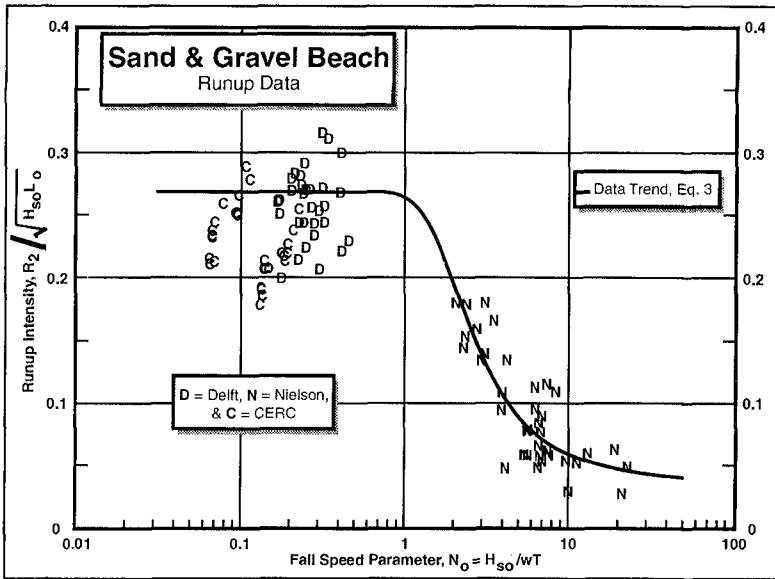 Sand & Gravel Beach
Runup Data
Runup Intensity, R2 / √HsoLo
0.4
0.3
0.2
0.1
0
0.4
0.3
0.2
0.1
0
Data Trend, Eq. 3
D = Delft, N = Nielson,
& C = CERC
0.01
0.1
1
10
100
Fall Speed Parameter, No = Hso/wT